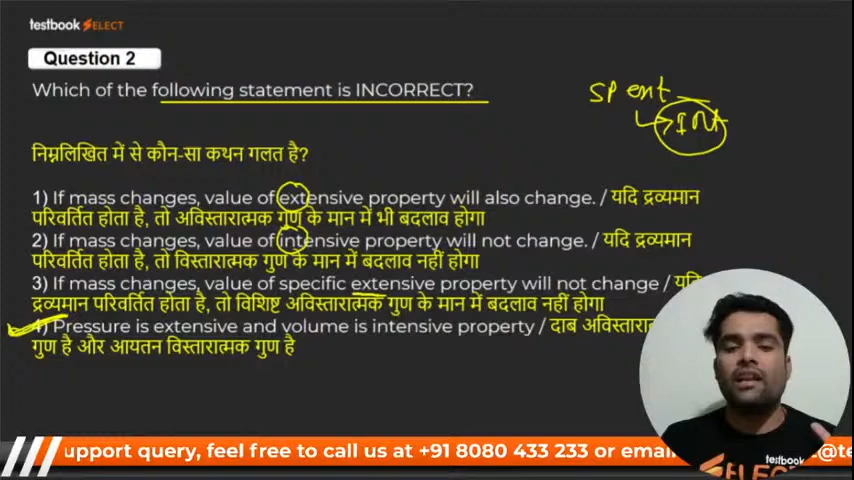 testbook SELECT
Question 2
Which of the following statement is INCORRECT?
SP ext
INT
निम्नलिखित में से कौन-सा कथन गलत है?
1) If mass changes, value of extensive property will also change. / यदि द्रव्यमान
परिवर्तित होता है, तो अविस्तारात्मक गुण के मान में भी बदलाव होगा
2) If mass changes, value of intensive property will not change. / यदि द्रव्यमान
परिवर्तित होता है, तो विस्तारात्मक गुण के मान में बदलाव नहीं होगा
3) If mass changes, value of specific extensive property will not change / यदि
द्रव्यमान परिवर्तित होता है, तो विशिष्ट अविस्तारात्मक गुण के मान में बदलाव नहीं होगा
4) Pressure is extensive and volume is intensive property / दाब
गुण है और आयतन विस्तारात्मक गुण है
testbook
SELECT
upport query, feel free to call us at +91 8080 433 233 or email